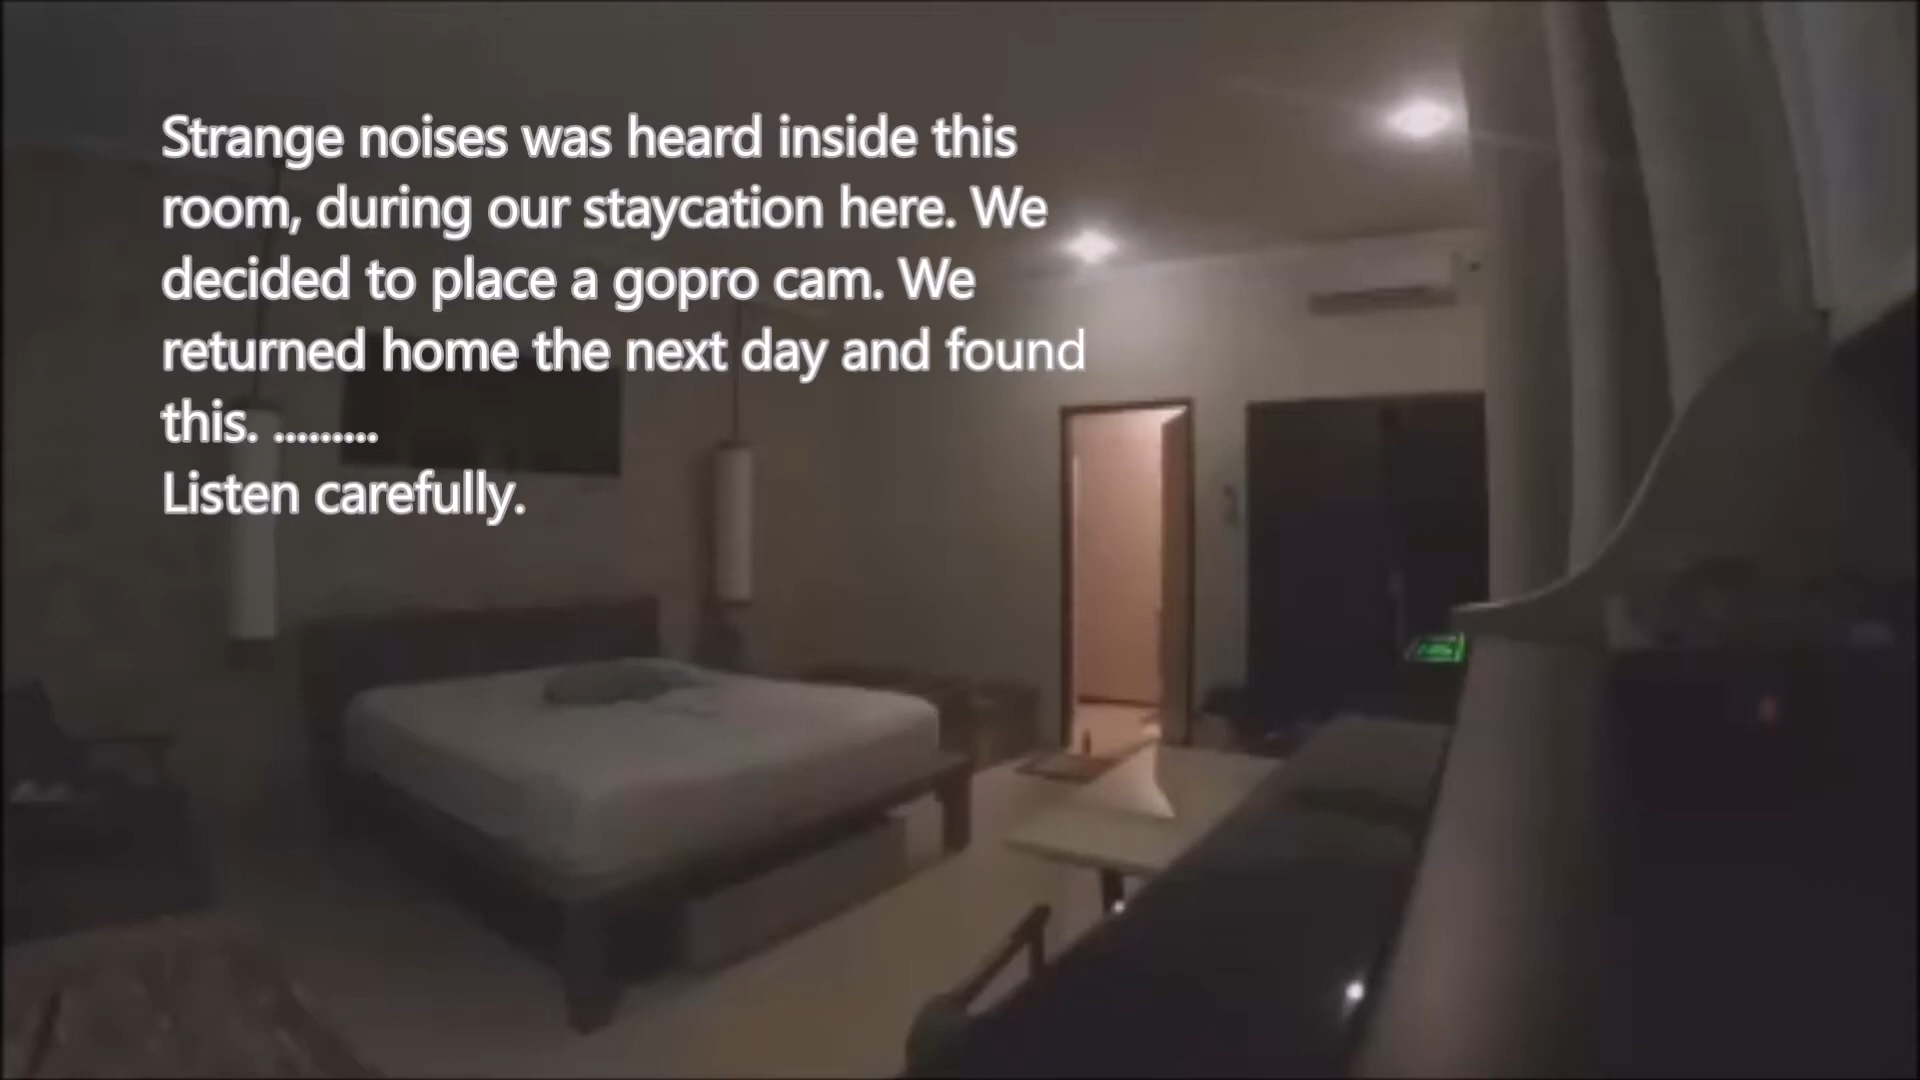 Strange noises was heard inside this
room, during our staycation here. We
decided to place a gopro cam. We
returned home the next day and found
this. .........
Listen carefully.